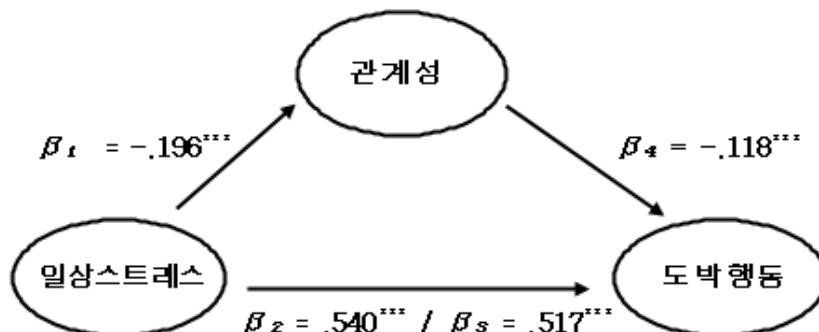 관계성
β₁ = -.196***
β₄ = -.118***
일상스트레스
도박행동
β₂ = .540*** / β₃ = .517***